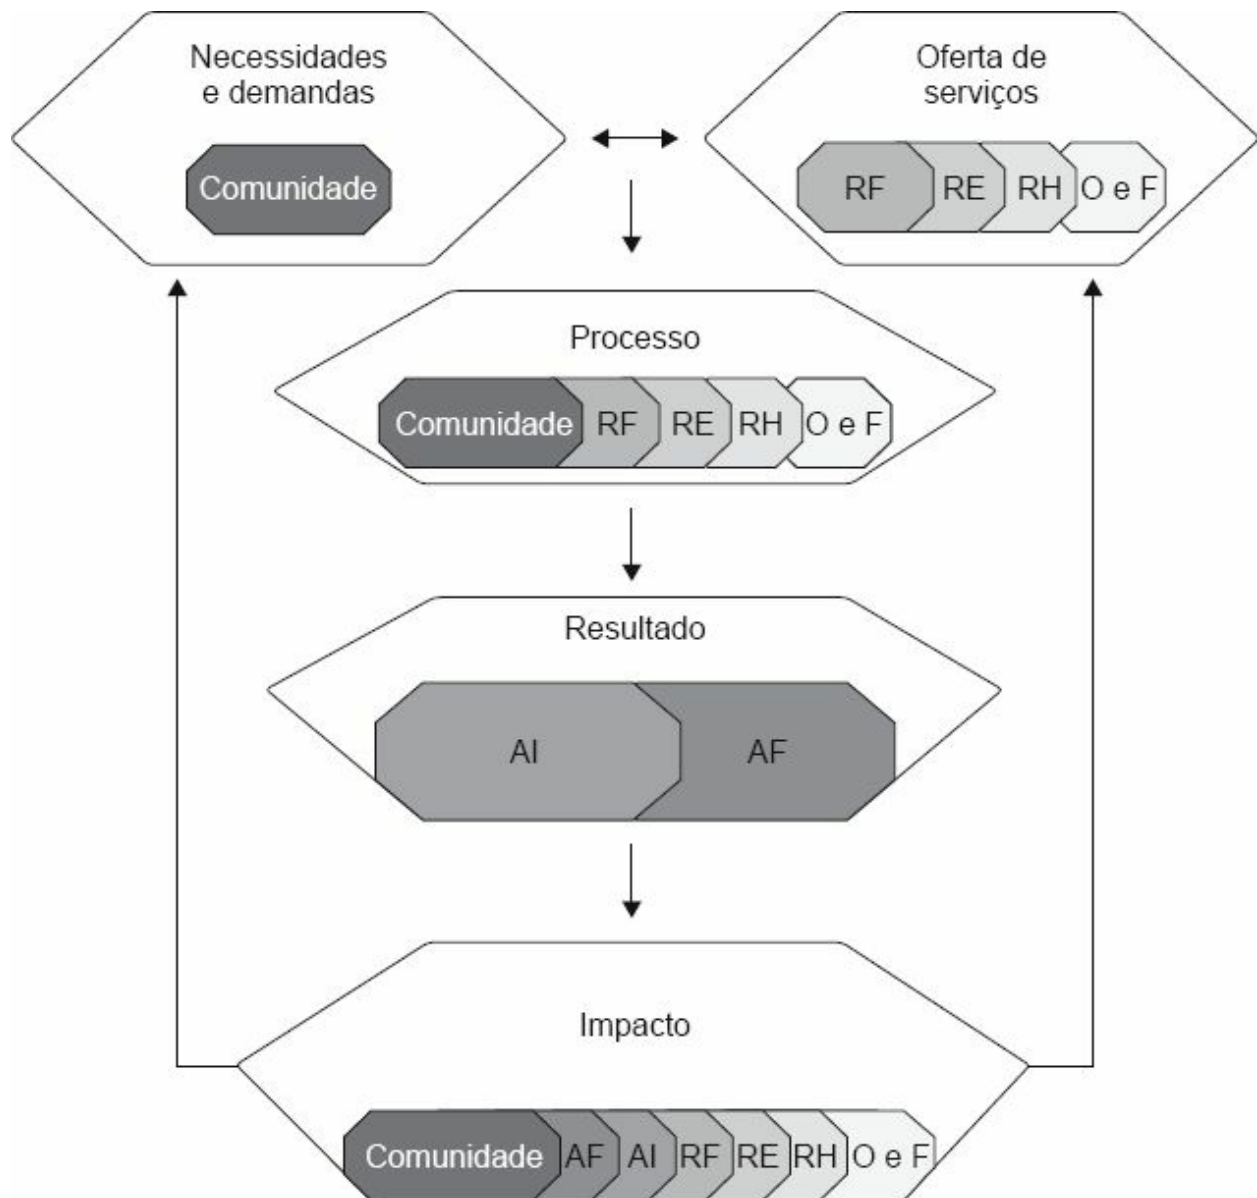 Necessidades
e demandas
Comunidade
Oferta de
serviços
RF RE RH O e F
Processo
Comunidade RF RE RH O e F
Resultado
AI AF
Impacto
Comunidade AF AI RF RE RH O e F